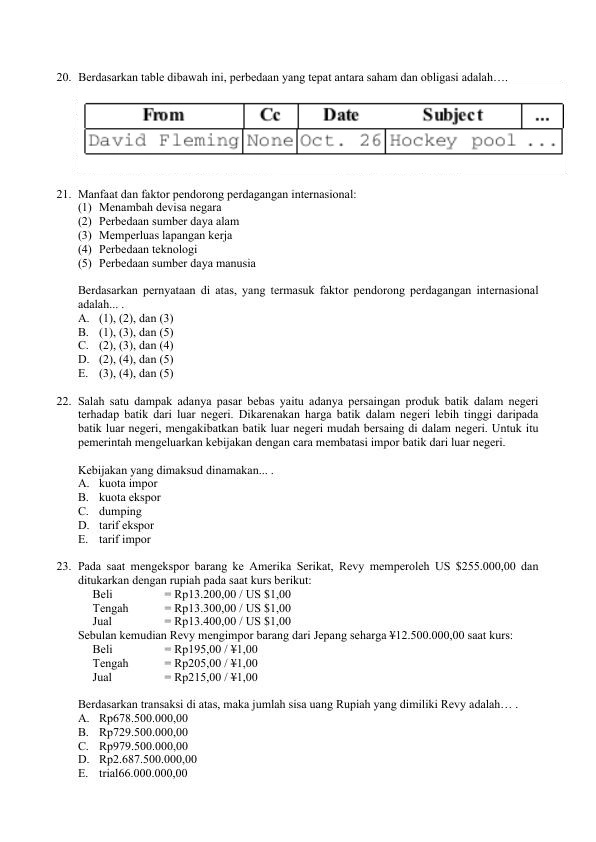 20. Berdasarkan table dibawah ini, perbedaan yang tepat antara saham dan obligasi adalah….
From Cc Date Subject ...
David Fleming None Oct. 26 Hockey pool ...
21. Manfaat dan faktor pendorong perdagangan internasional:
(1) Menambah devisa negara
(2) Perbedaan sumber daya alam
(3) Memperluas lapangan kerja
(4) Perbedaan teknologi
(5) Perbedaan sumber daya manusia
Berdasarkan pernyataan di atas, yang termasuk faktor pendorong perdagangan internasional
adalah... .
A. (1), (2), dan (3)
B. (1), (3), dan (5)
C. (2), (3), dan (4)
D. (2), (4), dan (5)
E. (3), (4), dan (5)
22. Salah satu dampak adanya pasar bebas yaitu adanya persaingan produk batik dalam negeri
terhadap batik dari luar negeri. Dikarenakan harga batik dalam negeri lebih tinggi daripada
batik luar negeri, mengakibatkan batik luar negeri mudah bersaing di dalam negeri. Untuk itu
pemerintah mengeluarkan kebijakan dengan cara membatasi impor batik dari luar negeri.
Kebijakan yang dimaksud dinamakan... .
A. kuota impor
B. kuota ekspor
C. dumping
D. tarif ekspor
E. tarif impor
23. Pada saat mengekspor barang ke Amerika Serikat, Revy memperoleh US $255.000,00 dan
ditukarkan dengan rupiah pada saat kurs berikut:
Beli = Rp13.200,00 / US $1,00
Tengah = Rp13.300,00 / US $1,00
Jual = Rp13.400,00 / US $1,00
Sebulan kemudian Revy mengimpor barang dari Jepang seharga ¥12.500.000,00 saat kurs:
Beli = Rp195,00 / ¥1,00
Tengah = Rp205,00 / ¥1,00
Jual = Rp215,00 / ¥1,00
Berdasarkan transaksi di atas, maka jumlah sisa uang Rupiah yang dimiliki Revy adalah… .
A. Rp678.500.000,00
B. Rp729.500.000,00
C. Rp979.500.000,00
D. Rp2.687.500.000,00
E. trial66.000.000,00